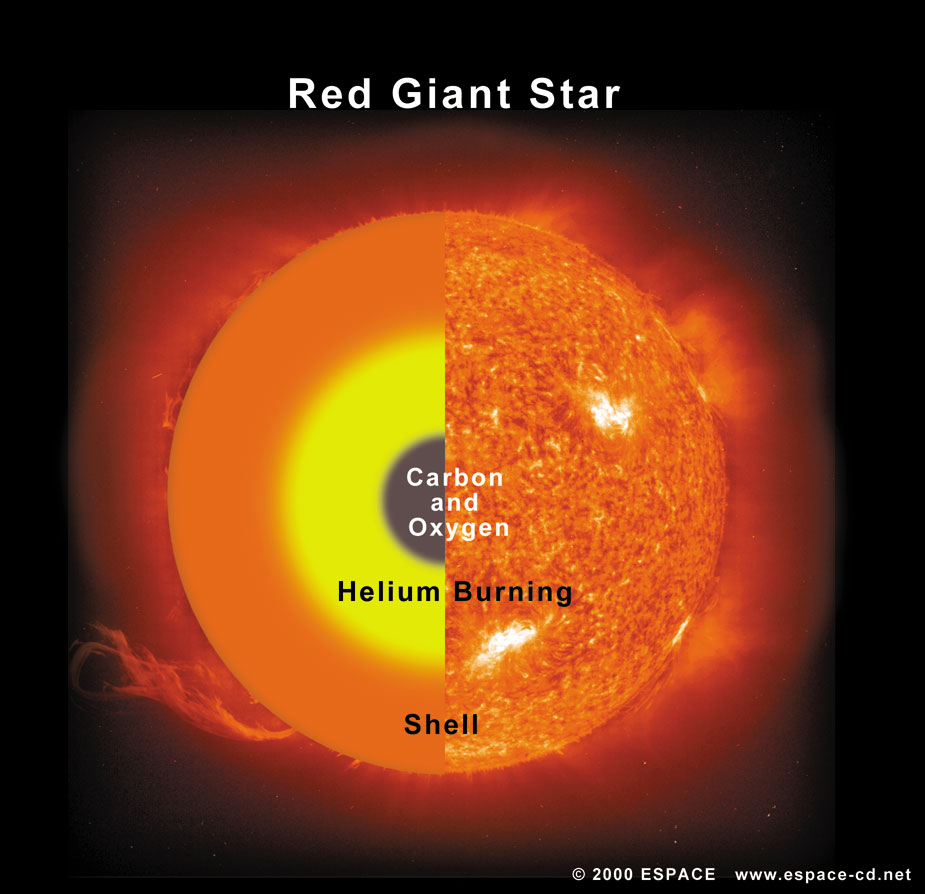 Red Giant Star
Carbon
and
Oxygen
Helium Burning
Shell
© 2000 ESPACE www.espace-cd.net